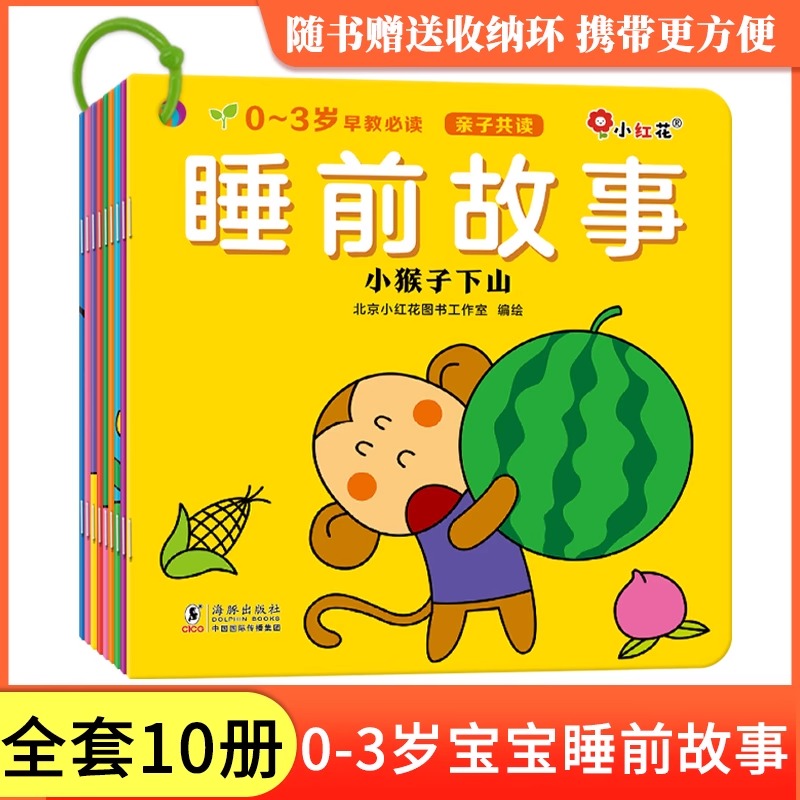 随书赠送收纳环 携带更方便
0~3岁早教必读 亲子共读
小红花®
睡前故事
小猴子下山
北京小红花图书工作室 编绘
海豚出版社
DOLPHIN BOOKS
CICG 中国国际传播集团
全套10册
0-3岁宝宝睡前故事